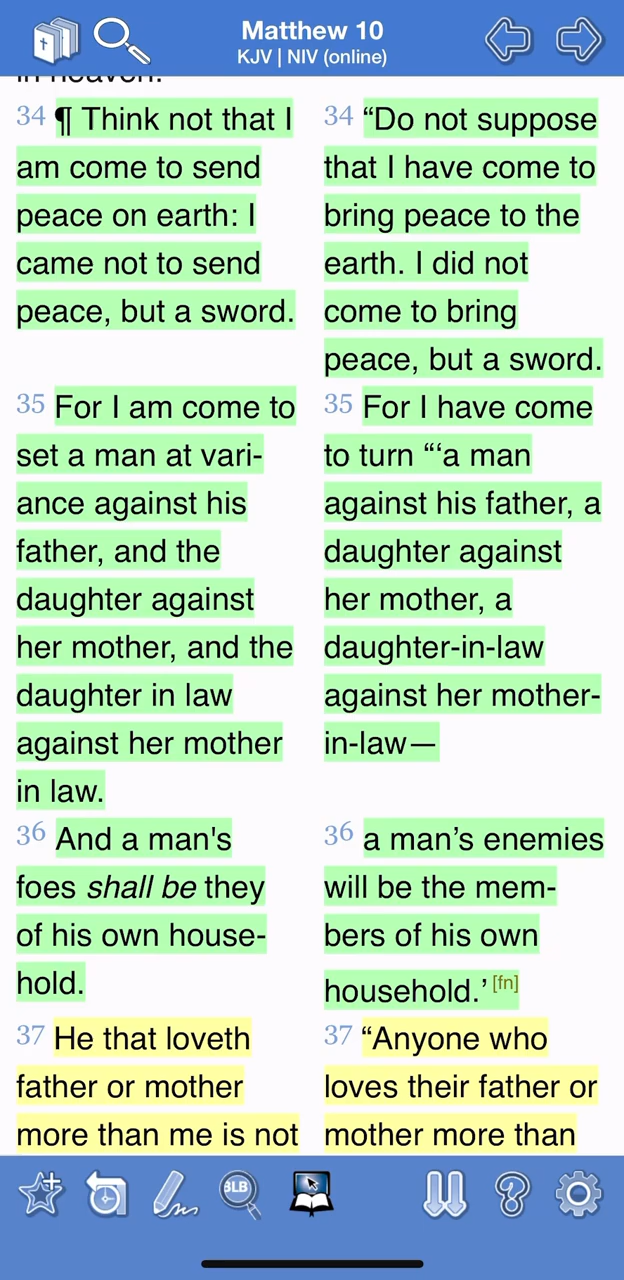 Matthew 10
KJV | NIV (online)
in heaven.
34 ¶ Think not that I
am come to send
peace on earth: I
came not to send
peace, but a sword.
35 For I am come to
set a man at vari-
ance against his
father, and the
daughter against
her mother, and the
daughter in law
against her mother
in law.
36 And a man's
foes shall be they
of his own house-
hold.
37 He that loveth
father or mother
more than me is not
34 “Do not suppose
that I have come to
bring peace to the
earth. I did not
come to bring
peace, but a sword.
35 For I have come
to turn “‘a man
against his father, a
daughter against
her mother, a
daughter-in-law
against her mother-
in-law—
36 a man’s enemies
will be the mem-
bers of his own
household.’ [fn]
37 “Anyone who
loves their father or
mother more than
BLB